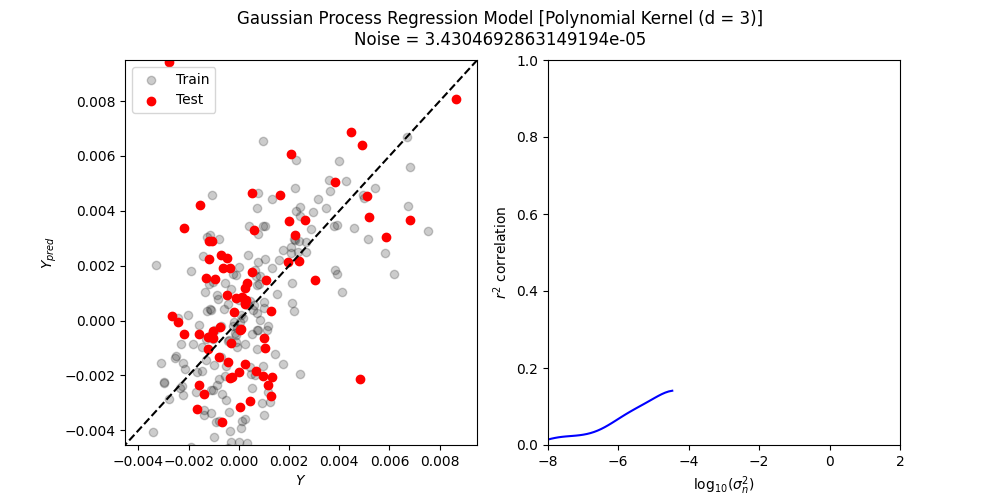 Gaussian Process Regression Model [Polynomial Kernel (d = 3)]
Noise = 3.4304692863149194e-05
Train
Test
0.008
0.006
0.004
0.002
0.000
−0.002
−0.004
Y_pred
−0.004 −0.002 0.000 0.002 0.004 0.006 0.008
Y
1.0
0.8
0.6
0.4
0.2
0.0
r² correlation
−8 −6 −4 −2 0 2
log₁₀(σₙ²)